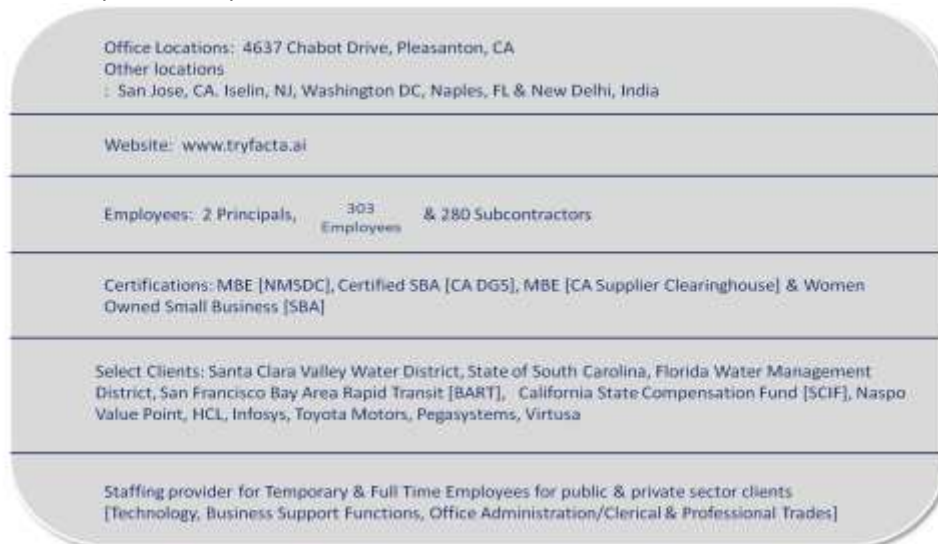 Office Locations: 4637 Chabot Drive, Pleasanton, CA
Other locations
: San Jose, CA. Iselin, NJ, Washington DC, Naples, FL & New Delhi, India
Website: www.tryfacta.ai
Employees: 2 Principals, 303 Employees & 280 Subcontractors
Certifications: MBE [NMSDC], Certified SBA [CA DGS], MBE [CA Supplier Clearinghouse] & Women
Owned Small Business [SBA]
Select Clients: Santa Clara Valley Water District, State of South Carolina, Florida Water Management
District, San Francisco Bay Area Rapid Transit [BART], California State Compensation Fund [SCIF], Naspo
Value Point, HCL, Infosys, Toyota Motors, Pegasystems, Virtusa
Staffing provider for Temporary & Full Time Employees for public & private sector clients
[Technology, Business Support Functions, Office Administration/Clerical & Professional Trades]